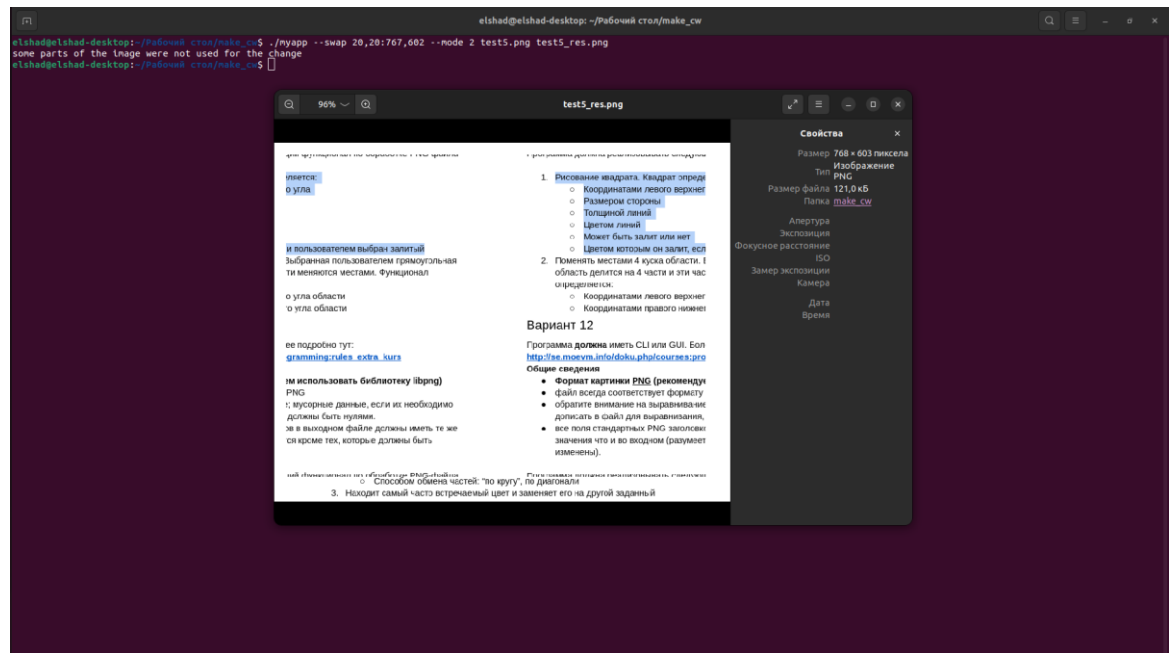 elshad@elshad-desktop: ~/Рабочий стол/make_cw
elshad@elshad-desktop:~/Рабочий стол/make_cw$ ./myapp --swap 20,20:767,602 --mode 2 test5.png test5_res.png
some parts of the image were not used for the change
elshad@elshad-desktop:~/Рабочий стол/make_cw$
96%
test5_res.png
Свойства
Размер 768 × 603 пиксела
Тип Изображение PNG
Размер файла 121,0 кБ
Папка make_cw
Апертура
Экспозиция
Фокусное расстояние
ISO
Замер экспозиции
Камера
Дата
Время
ляется:
о угла
и пользователем выбран залитый
Выбранная пользователем прямоугольная
ти меняются местами. Функционал
о угла области
о угла области
ее подробно тут:
ogramming:rules_extra_kurs
ем использовать библиотеку libpng)
PNG
; мусорные данные, если их необходимо
должны быть нулями.
ов в выходном файле должны иметь те же
ся кроме тех, которые должны быть
1. Рисование квадрата. Квадрат опреде
○ Координатами левого верхнег
○ Размером стороны
○ Толщиной линий
○ Цветом линий
○ Может быть залит или нет
○ Цветом которым он залит, есл
2. Поменять местами 4 куска области. В
область делится на 4 части и эти час
определяется:
○ Координатами левого верхнег
○ Координатами правого нижнег
Вариант 12
Программа должна иметь CLI или GUI. Бол
http://se.moevm.info/doku.php/courses:pro
Общие сведения
● Формат картинки PNG (рекомендуе
● файл всегда соответствует формату
● обратите внимание на выравнивание
дописать в файл для выравнивания,
● все поля стандартных PNG заголовко
значения что и во входном (разумеет
изменены).
○ Способом обмена частей: "по кругу", по диагонали
3. Находит самый часто встречаемый цвет и заменяет его на другой заданный